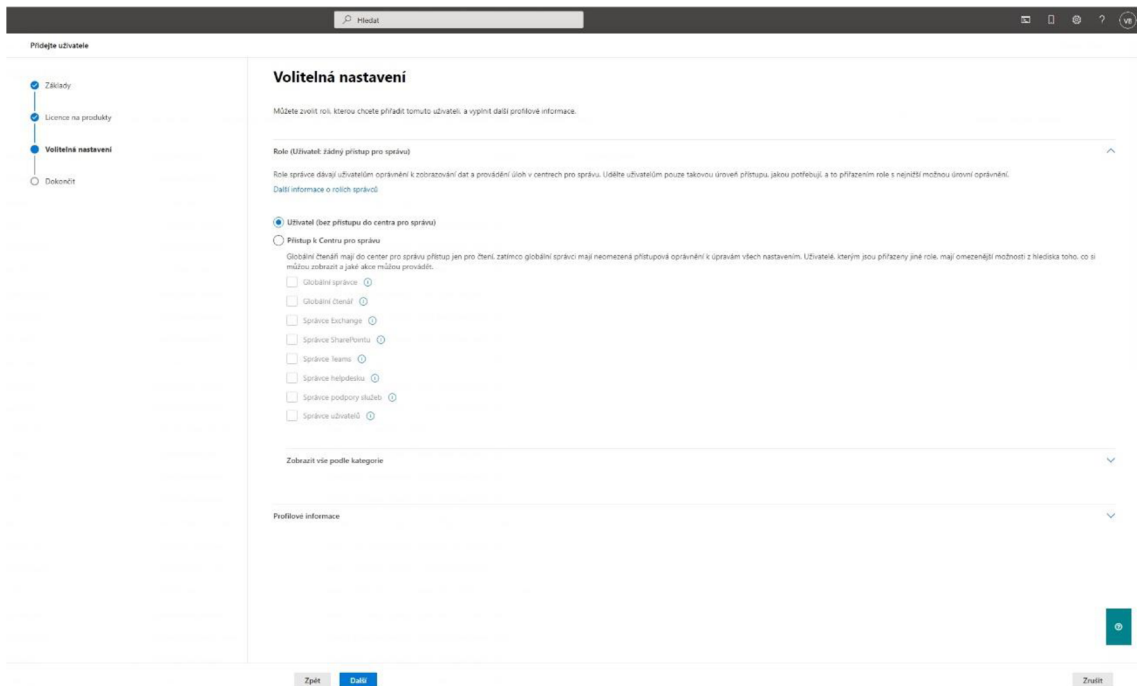 Hledat
VB
Přidejte uživatele
Základy
Licence na produkty
Volitelná nastavení
Dokončit
Volitelná nastavení
Můžete zvolit roli, kterou chcete přiřadit tomuto uživateli, a vyplnit další profilové informace.
Role (Uživatel: žádný přístup pro správu)
Role správce dávají uživatelům oprávnění k zobrazování dat a provádění úloh v centrech pro správu. Udělte uživatelům pouze takovou úroveň přístupu, jakou potřebují, a to přiřazením role s nejnižší možnou úrovní oprávnění.
Další informace o rolích správců
Uživatel (bez přístupu do centra pro správu)
Přístup k Centru pro správu
Globální čtenáři mají do center pro správu přístup jen pro čtení, zatímco globální správci mají neomezená přístupová oprávnění k úpravám všech nastavením. Uživatelé, kterým jsou přiřazeny jiné role, mají omezenější možnosti z hlediska toho, co si
můžou zobrazit a jaké akce můžou provádět.
Globální správce
Globální čtenář
Správce Exchange
Správce SharePointu
Správce Teams
Správce helpdesku
Správce podpory služeb
Správce uživatelů
Zobrazit vše podle kategorie
Profilové informace
Zpět
Další
Zrušit